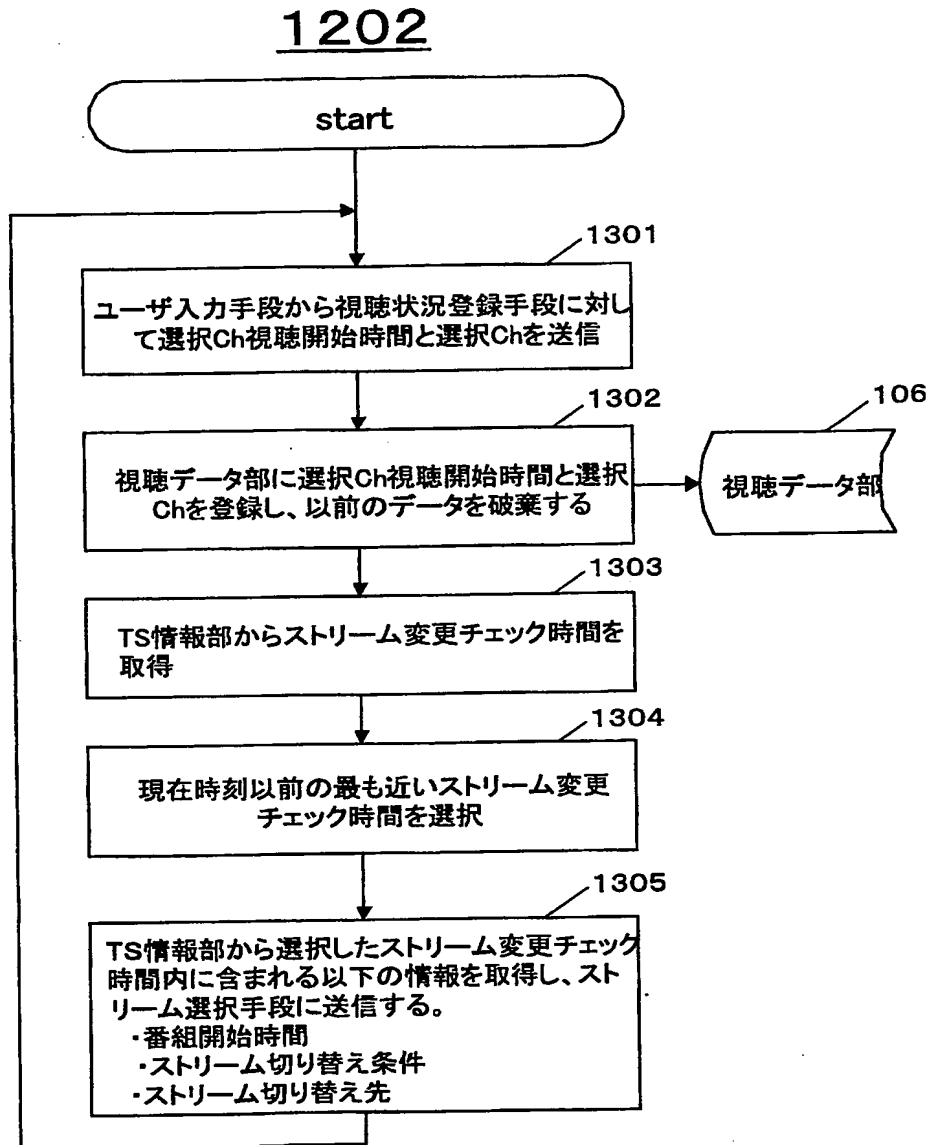 1202
start
1301
ユーザ入力手段から視聴状況登録手段に対し
て選択Ch視聴開始時間と選択Chを送信
1302
106
視聴データ部に選択Ch視聴開始時間と選択
Chを登録し、以前のデータを破棄する
視聴データ部
1303
TS情報部からストリーム変更チェック時間を
取得
1304
現在時刻以前の最も近いストリーム変更
チェック時間を選択
1305
TS情報部から選択したストリーム変更チェック
時間内に含まれる以下の情報を取得し、スト
リーム選択手段に送信する。
・番組開始時間
・ストリーム切り替え条件
・ストリーム切り替え先